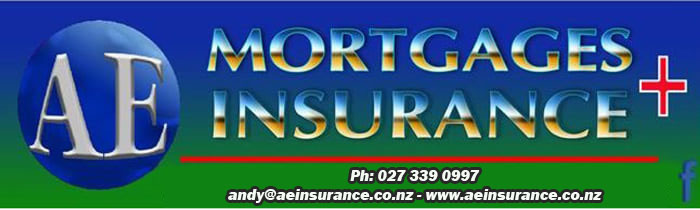 AE
MORTGAGES
INSURANCE +
Ph: 027 339 0997
andy@aeinsurance.co.nz - www.aeinsurance.co.nz
f